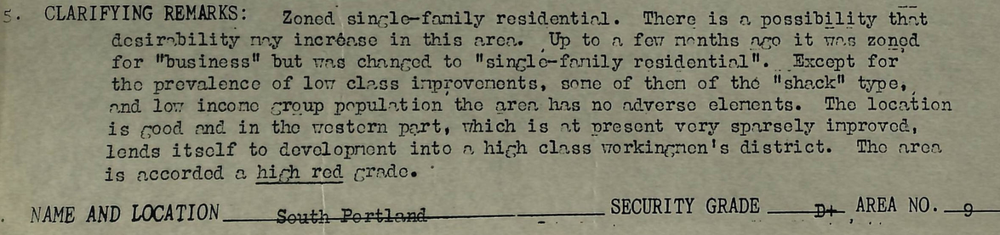 5. CLARIFYING REMARKS: Zoned single-family residential. There is a possibility that
desirability may increase in this area. Up to a few months ago it was zoned
for "business" but was changed to "single-family residential". Except for
the prevalence of low class improvements, some of them of the "shack" type,
and low income group population the area has no adverse elements. The location
is good and in the western part, which is at present very sparsely improved,
lends itself to development into a high class workingmen's district. The area
is accorded a high red grade.
. NAME AND LOCATION South Portland SECURITY GRADE D+ AREA NO. 9